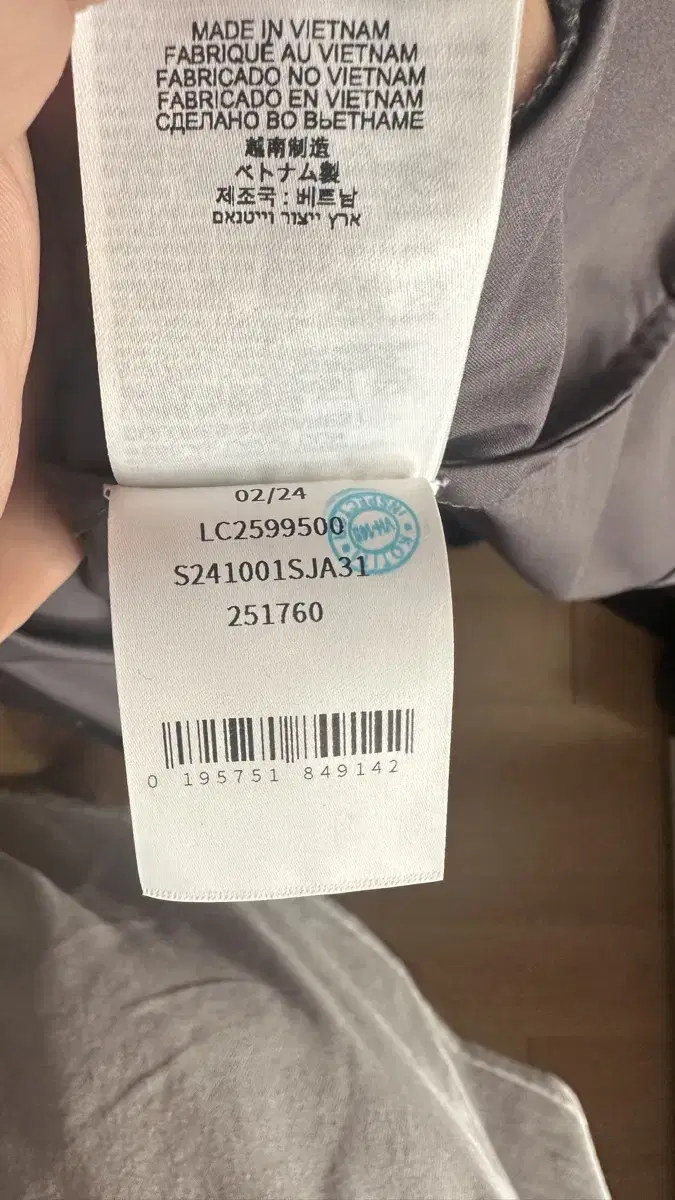 MADE IN VIETNAM
FABRIQUÉ AU VIETNAM
FABRICADO NO VIETNAM
FABRICADO EN VIETNAM
СДЕЛАНО ВО ВЬЕТНАМЕ
越南制造
ベトナム製
제조국 : 베트남
ארץ ייצור וייטנאם
02/24
LC2599500
S241001SJA31
251760
0 195751 849142